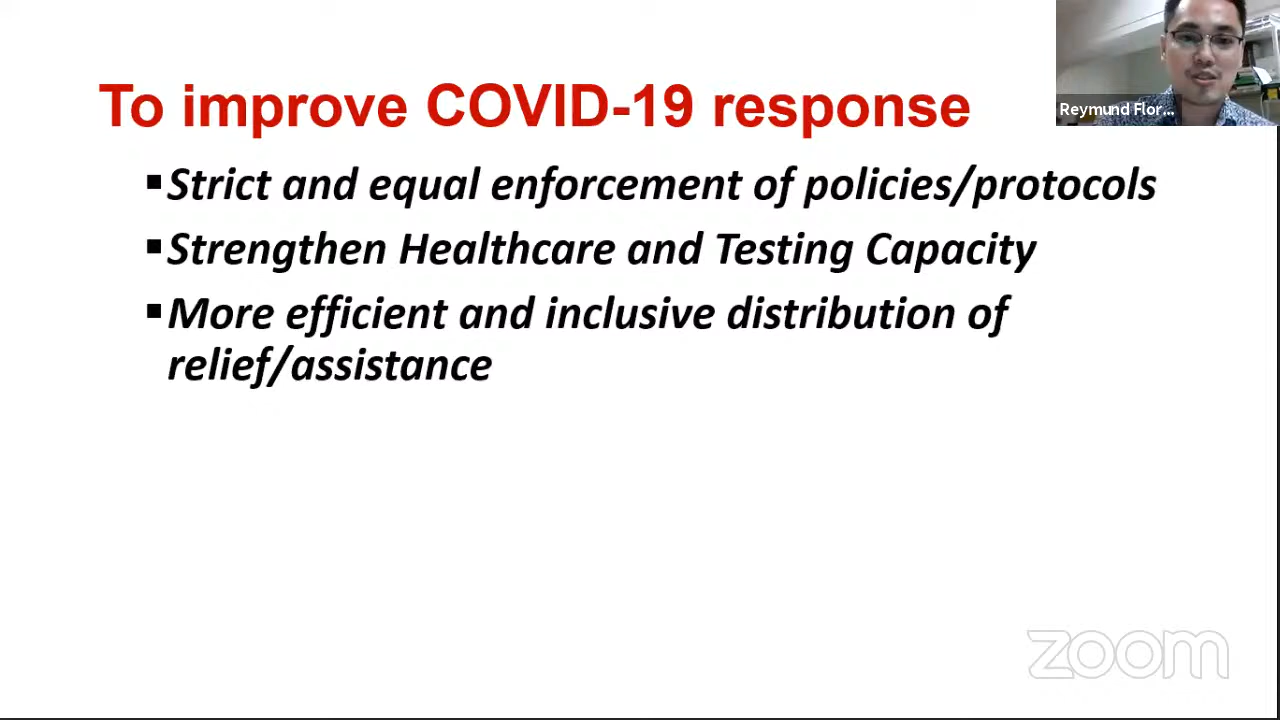 To improve COVID-19 response
Reymund Flor...
▪Strict and equal enforcement of policies/protocols
▪Strengthen Healthcare and Testing Capacity
▪More efficient and inclusive distribution of
relief/assistance
zoom